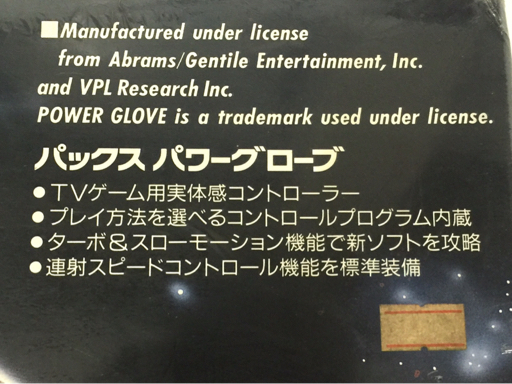 ■Manufactured under license
from Abrams/Gentile Entertainment, Inc.
and VPL Research Inc.
POWER GLOVE is a trademark used under license.
パックス パワーグローブ
●TVゲーム用実体感コントローラー
●プレイ方法を選べるコントロールプログラム内蔵
●ターボ&スローモーション機能で新ソフトを攻略
●連射スピードコントロール機能を標準装備